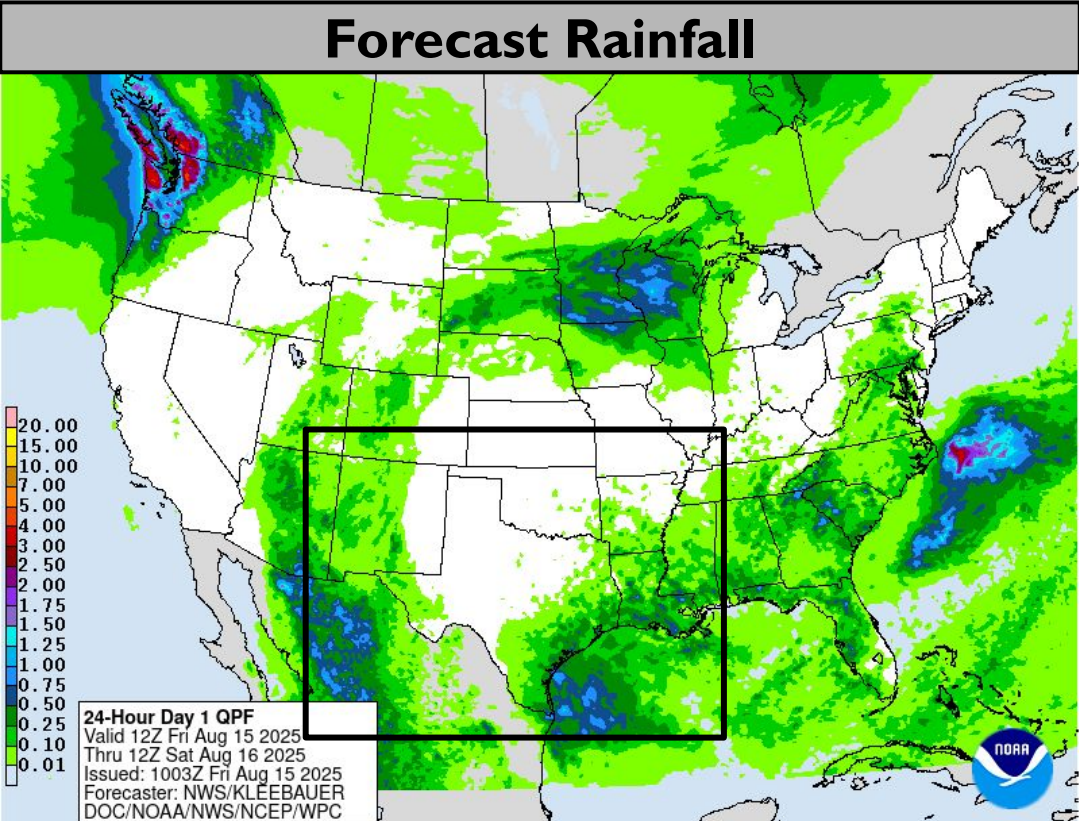 Forecast Rainfall
20.00
15.00
10.00
7.00
5.00
4.00
3.00
2.50
2.00
1.75
1.50
1.25
1.00
0.75
0.50
0.25
0.10
0.01
24-Hour Day 1 QPF
Valid 12Z Fri Aug 15 2025
Thru 12Z Sat Aug 16 2025
Issued: 1003Z Fri Aug 15 2025
Forecaster: NWS/KLEEBAUER
DOC/NOAA/NWS/NCEP/WPC
NOAA